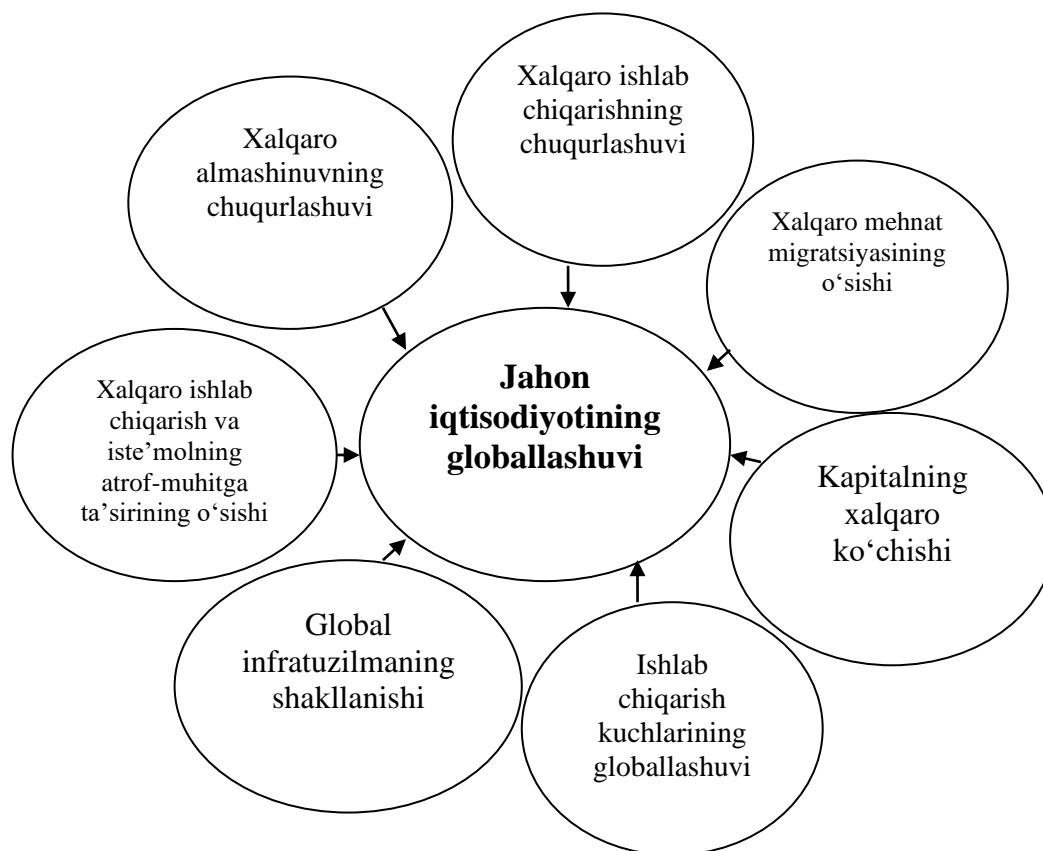 Xalqaro ishlab
chiqarishning
chuqurlashuvi
Xalqaro
almashinuvning
chuqurlashuvi
Xalqaro mehnat
migratsiyasining
o‘sishi
Jahon
iqtisodiyotining
globallashuvi
Xalqaro ishlab
chiqarish va
iste’molning
atrof-muhitga
ta’sirining o‘sishi
Kapitalning
xalqaro
ko‘chishi
Global
infratuzilmaning
shakllanishi
Ishlab
chiqarish
kuchlarining
globallashuvi